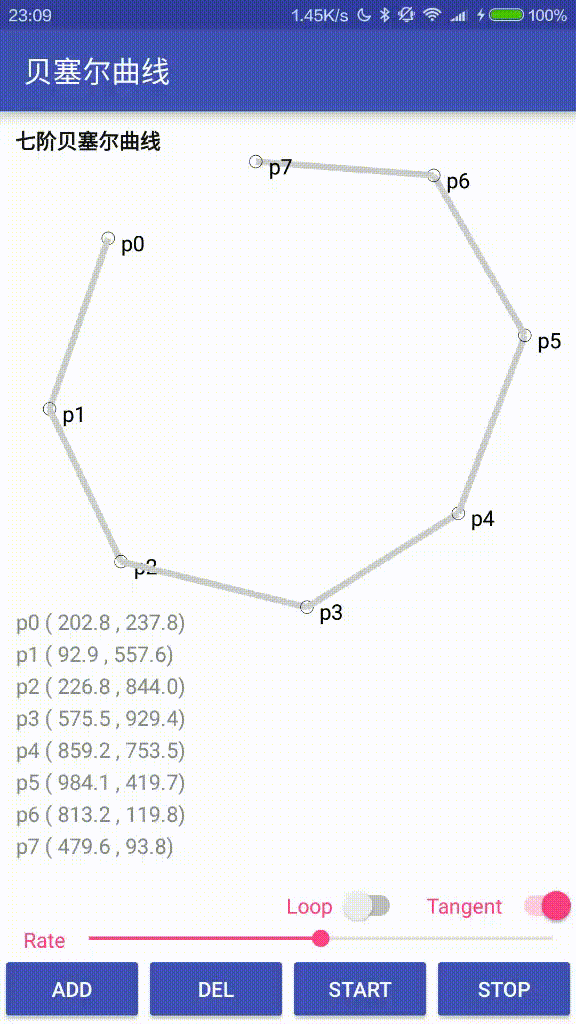 23:09 1.45K/s 100%
贝塞尔曲线
七阶贝塞尔曲线
p7
p6
p0
p5
p1
p4
p2
p3
p0 ( 202.8 , 237.8)
p1 ( 92.9 , 557.6)
p2 ( 226.8 , 844.0)
p3 ( 575.5 , 929.4)
p4 ( 859.2 , 753.5)
p5 ( 984.1 , 419.7)
p6 ( 813.2 , 119.8)
p7 ( 479.6 , 93.8)
Loop Tangent
Rate
ADD DEL START STOP